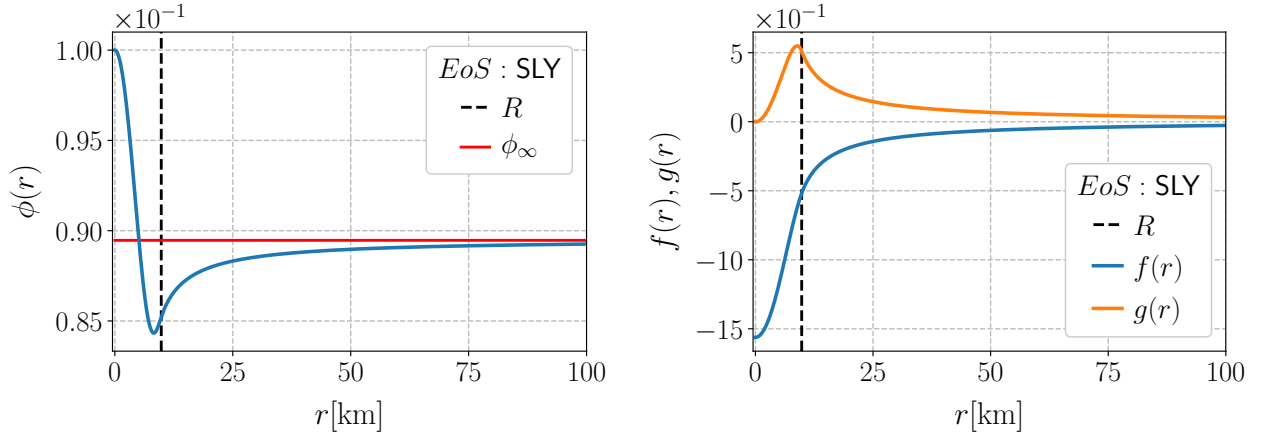 ×10⁻¹
1.00
0.95
0.90
0.85
ϕ(r)
EoS : SLY
R
ϕ∞
0 25 50 75 100
r[km]
×10⁻¹
5
0
−5
−10
−15
f(r), g(r
EoS : SLY
R
f(r)
g(r)
0 25 50 75 100
r[km]